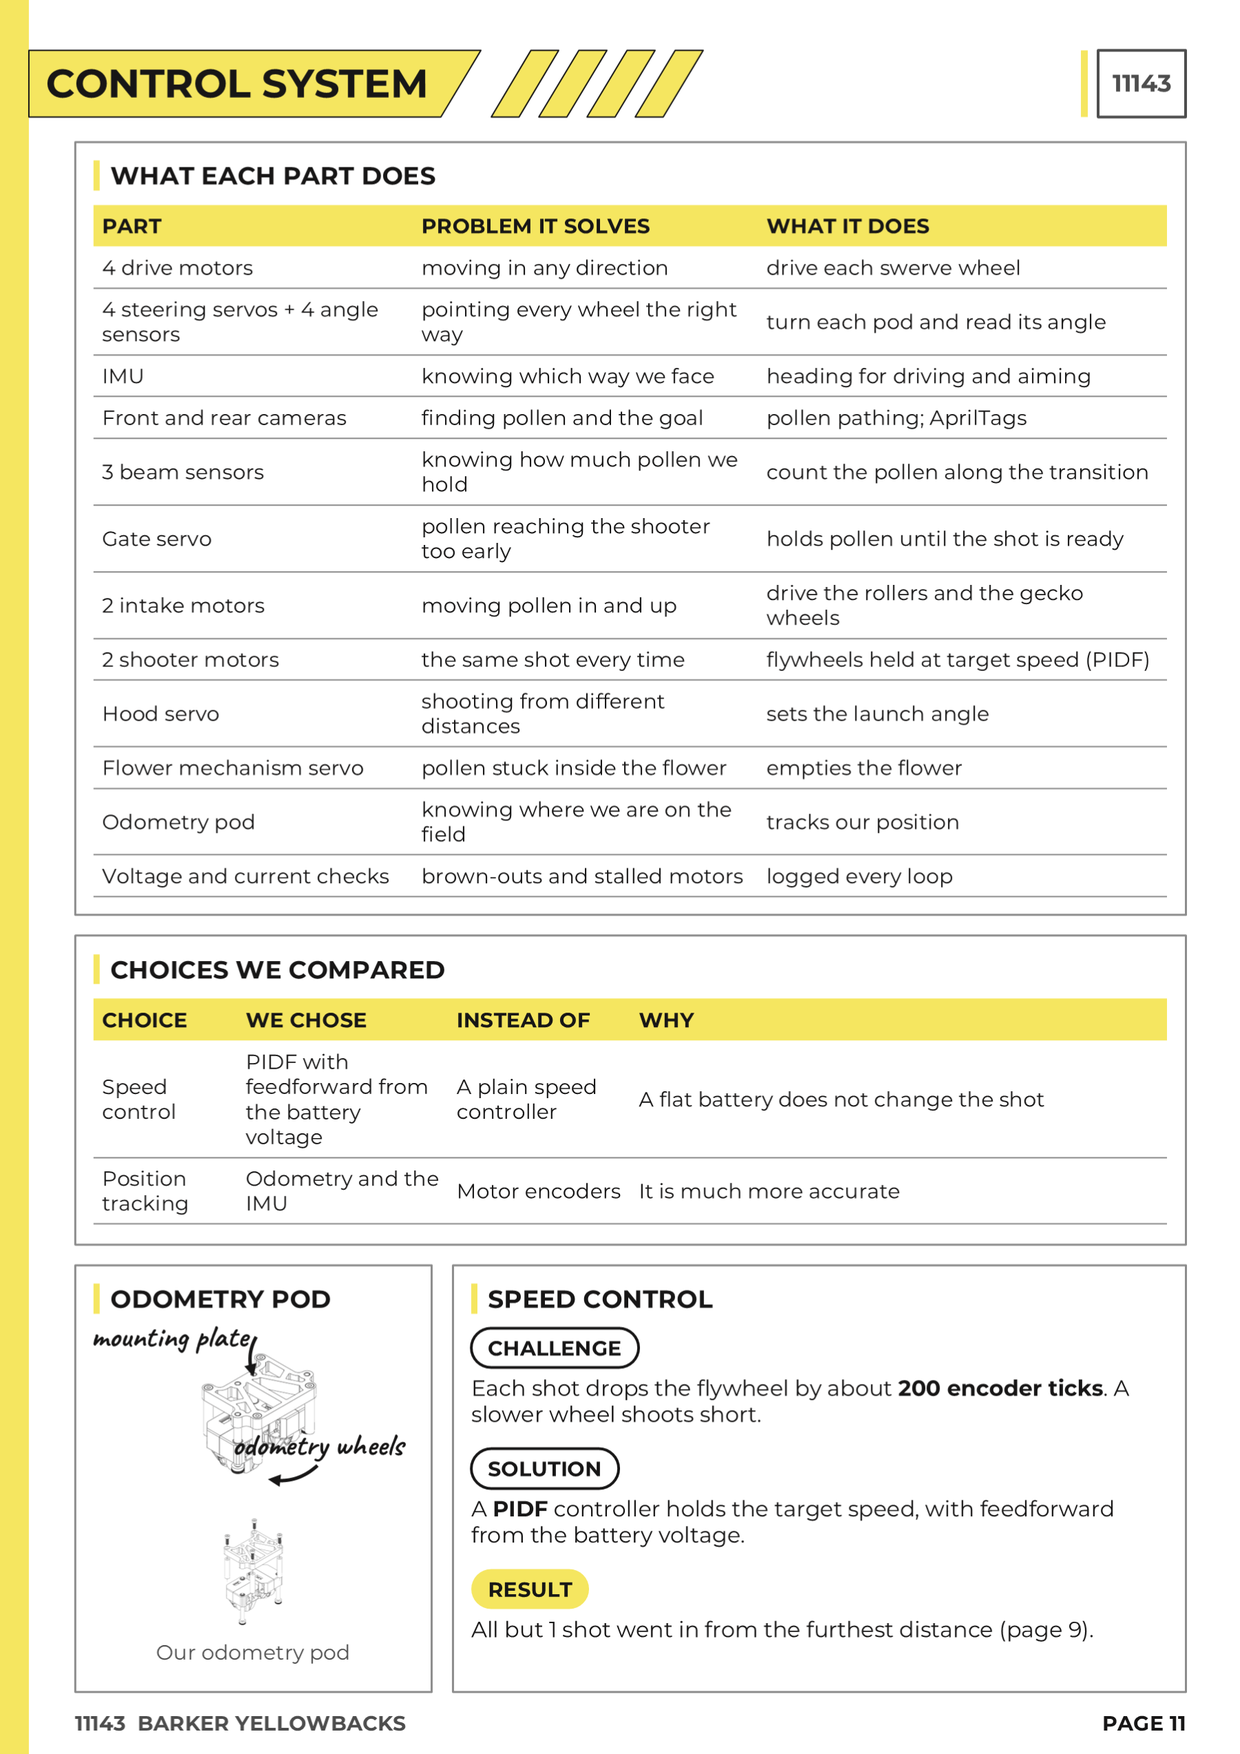 CONTROL SYSTEM
11143
WHAT EACH PART DOES
PART PROBLEM IT SOLVES WHAT IT DOES
4 drive motors moving in any direction drive each swerve wheel
4 steering servos + 4 angle
sensors
pointing every wheel the right
way
turn each pod and read its angle
IMU knowing which way we face heading for driving and aiming
Front and rear cameras finding pollen and the goal pollen pathing; AprilTags
3 beam sensors
knowing how much pollen we
hold
count the pollen along the transition
Gate servo
pollen reaching the shooter
too early
holds pollen until the shot is ready
2 intake motors moving pollen in and up
drive the rollers and the gecko
wheels
2 shooter motors the same shot every time flywheels held at target speed (PIDF)
Hood servo
shooting from different
distances
sets the launch angle
Flower mechanism servo pollen stuck inside the flower empties the flower
Odometry pod
knowing where we are on the
field
tracks our position
Voltage and current checks brown-outs and stalled motors logged every loop
CHOICES WE COMPARED
CHOICE WE CHOSE INSTEAD OF WHY
Speed
control
PIDF with
feedforward from
the battery
voltage
A plain speed
controller
A flat battery does not change the shot
Position
tracking
Odometry and the
IMU
Motor encoders It is much more accurate
ODOMETRY POD
mounting plate
odometry wheels
Our odometry pod
SPEED CONTROL
CHALLENGE
Each shot drops the flywheel by about 200 encoder ticks. A
slower wheel shoots short.
SOLUTION
A PIDF controller holds the target speed, with feedforward
from the battery voltage.
RESULT
All but 1 shot went in from the furthest distance (page 9).
11143 BARKER YELLOWBACKS
PAGE 11